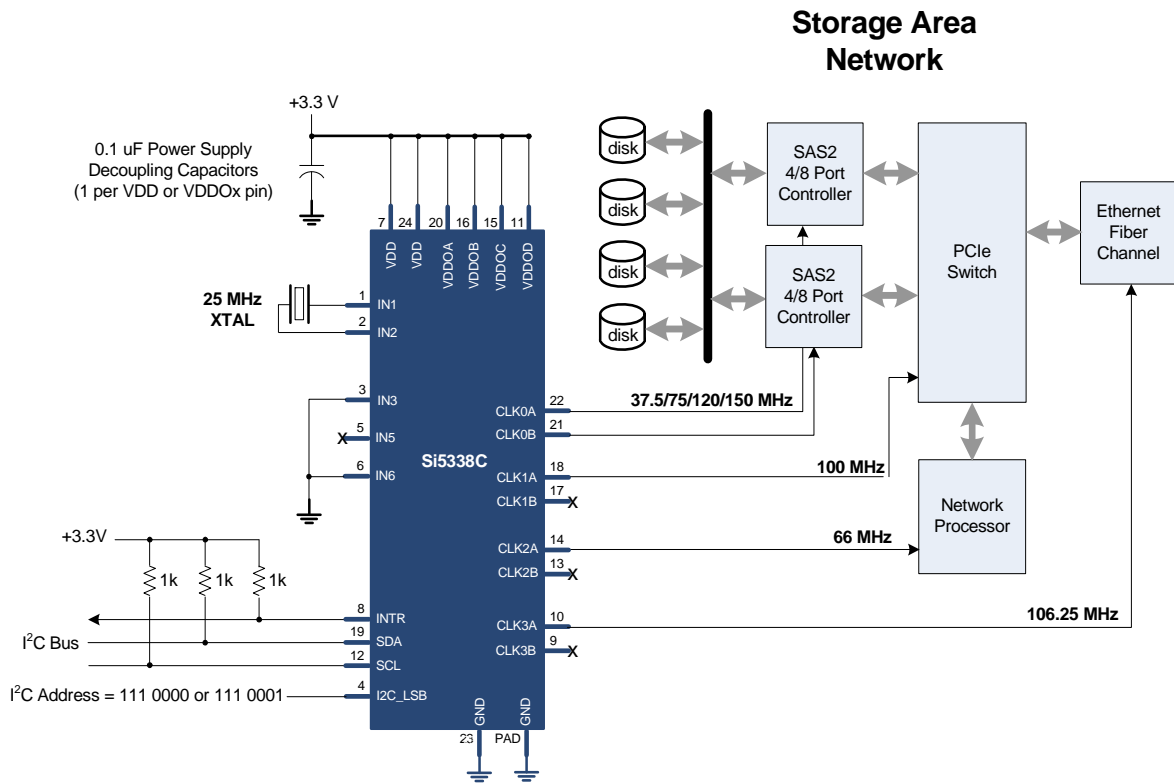 Storage Area
Network
+3.3 V
0.1 uF Power Supply
Decoupling Capacitors
(1 per VDD or VDDOx pin)
7
24
20
16
15
11
VDD
VDD
VDDOA
VDDOB
VDDOC
VDDOD
25 MHz
XTAL
1
IN1
2
IN2
3
IN3
5
X
IN5
6
IN6
Si5338C
22
CLK0A
37.5/75/120/150 MHz
21
CLK0B
18
CLK1A
100 MHz
17
CLK1B
X
14
CLK2A
66 MHz
13
CLK2B
X
10
CLK3A
106.25 MHz
9
CLK3B
X
+3.3V
1k
1k
1k
8
INTR
I²C Bus
19
SDA
12
SCL
I²C Address = 111 0000 or 111 0001
4
I2C_LSB
GND
GND
23
PAD
disk
disk
disk
disk
SAS2
4/8 Port
Controller
SAS2
4/8 Port
Controller
PCIe
Switch
Ethernet
Fiber
Channel
Network
Processor